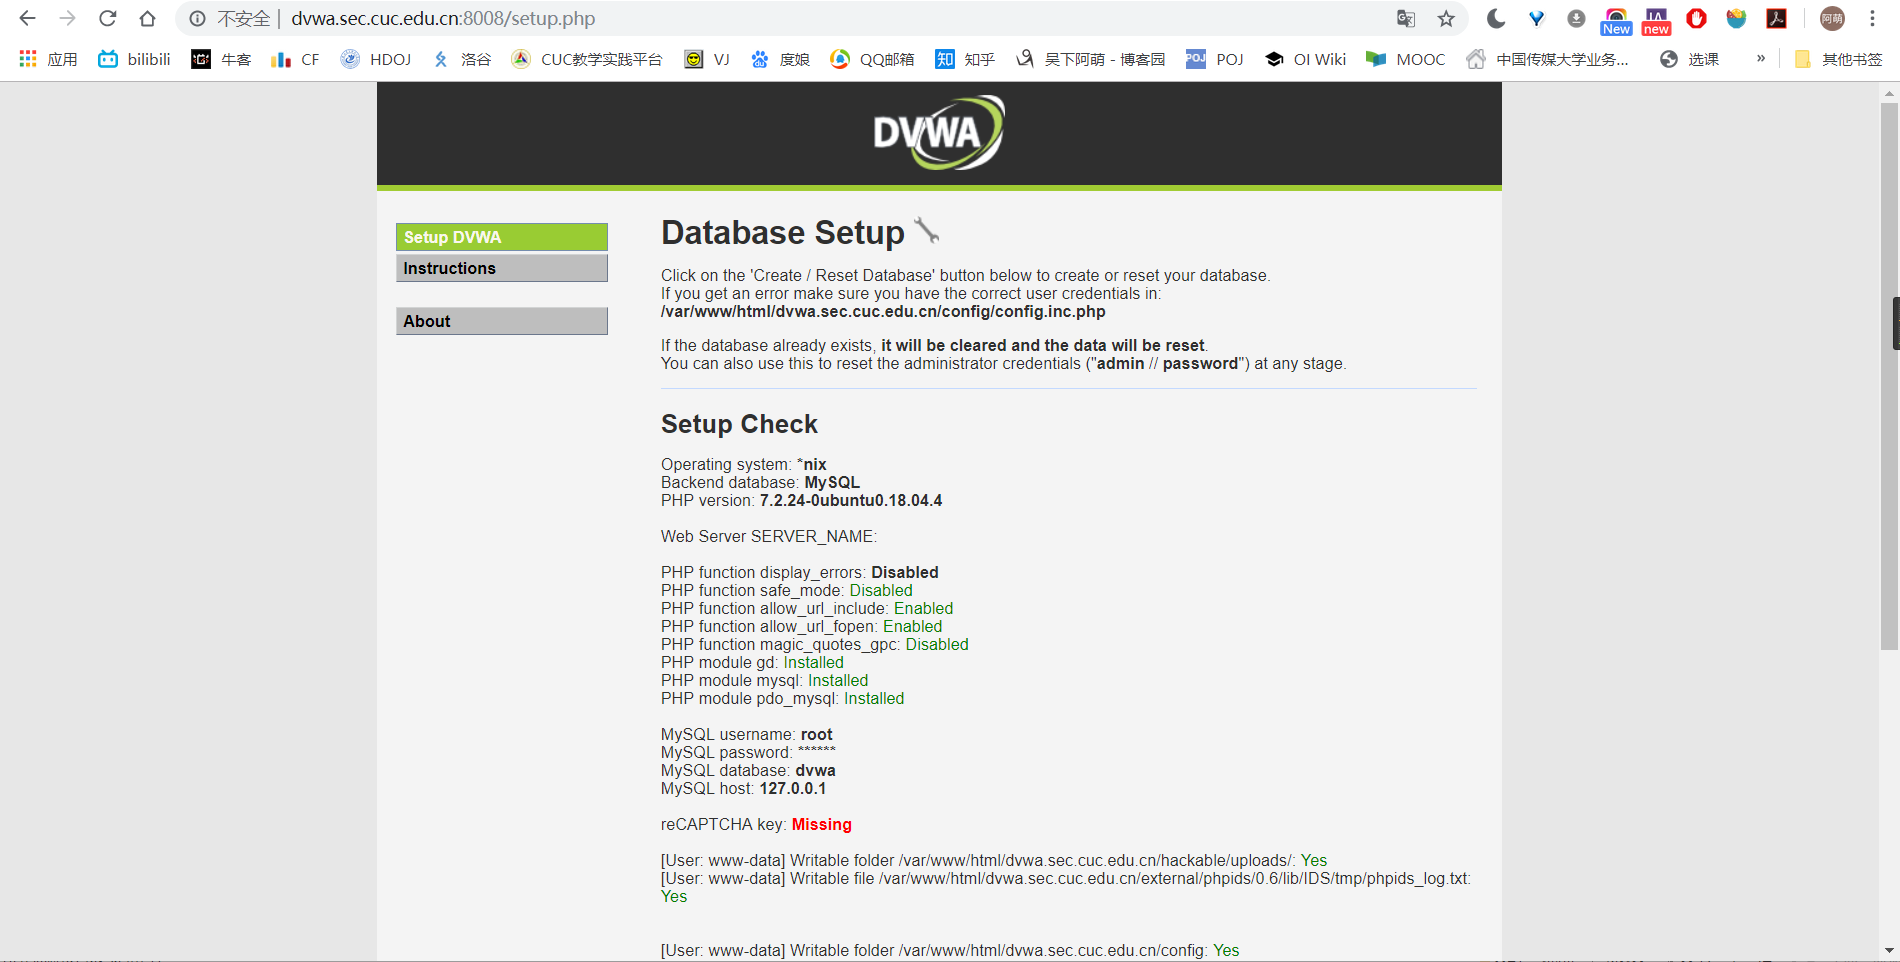 不安全 dvwa.sec.cuc.edu.cn:8008/setup.php
New
new
阿萌
应用 bilibili 牛客 CF HDOJ 洛谷 CUC教学实践平台 VJ 度娘 QQ邮箱 知 知乎 吴下阿萌 - 博客园 POJ POJ OI Wiki MOOC 中国传媒大学业务... 选课 » 其他书签
DVWA
Setup DVWA
Instructions
About
Database Setup
Click on the 'Create / Reset Database' button below to create or reset your database.
If you get an error make sure you have the correct user credentials in:
/var/www/html/dvwa.sec.cuc.edu.cn/config/config.inc.php
If the database already exists, it will be cleared and the data will be reset.
You can also use this to reset the administrator credentials ("admin // password") at any stage.
Setup Check
Operating system: *nix
Backend database: MySQL
PHP version: 7.2.24-0ubuntu0.18.04.4
Web Server SERVER_NAME:
PHP function display_errors: Disabled
PHP function safe_mode: Disabled
PHP function allow_url_include: Enabled
PHP function allow_url_fopen: Enabled
PHP function magic_quotes_gpc: Disabled
PHP module gd: Installed
PHP module mysql: Installed
PHP module pdo_mysql: Installed
MySQL username: root
MySQL password: ******
MySQL database: dvwa
MySQL host: 127.0.0.1
reCAPTCHA key: Missing
[User: www-data] Writable folder /var/www/html/dvwa.sec.cuc.edu.cn/hackable/uploads/: Yes
[User: www-data] Writable file /var/www/html/dvwa.sec.cuc.edu.cn/external/phpids/0.6/lib/IDS/tmp/phpids_log.txt:
Yes
[User: www-data] Writable folder /var/www/html/dvwa.sec.cuc.edu.cn/config: Yes